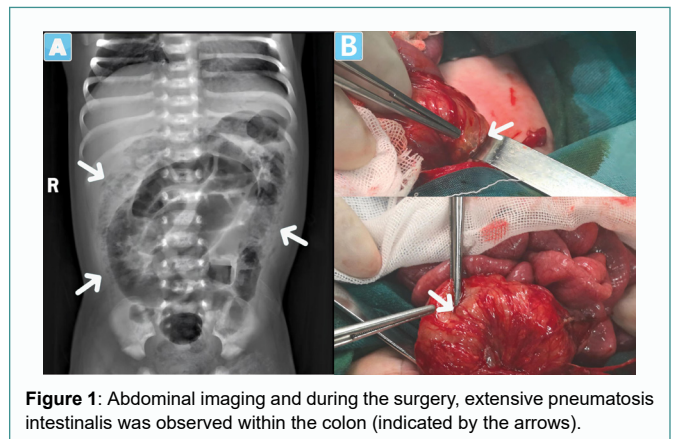 A
B
R
Figure 1: Abdominal imaging and during the surgery, extensive pneumatosis
intestinalis was observed within the colon (indicated by the arrows).